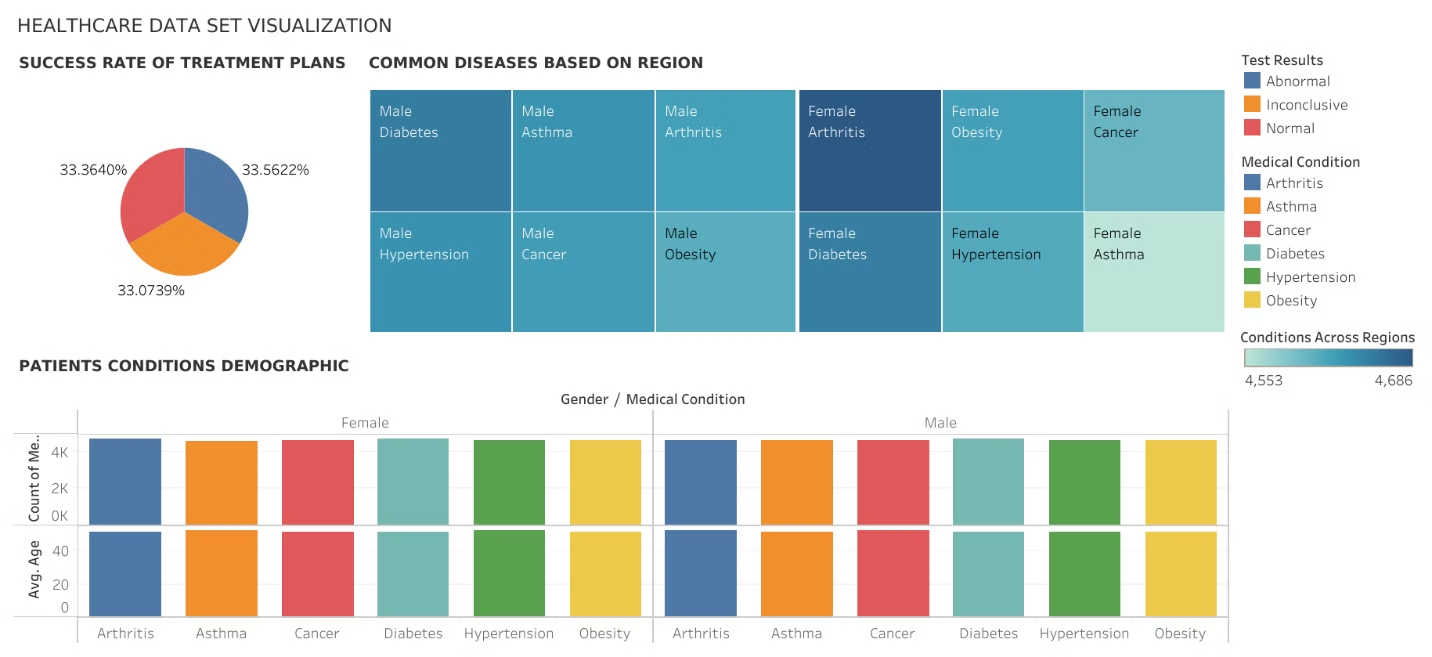 HEALTHCARE DATA SET VISUALIZATION
SUCCESS RATE OF TREATMENT PLANS
33.3640%
33.5622%
33.0739%
COMMON DISEASES BASED ON REGION
Male
Diabetes
Male
Asthma
Male
Arthritis
Female
Arthritis
Female
Obesity
Female
Cancer
Male
Hypertension
Male
Cancer
Male
Obesity
Female
Diabetes
Female
Hypertension
Female
Asthma
Test Results
Abnormal
Inconclusive
Normal
Medical Condition
Arthritis
Asthma
Cancer
Diabetes
Hypertension
Obesity
Conditions Across Regions
4,553 4,686
PATIENTS CONDITIONS DEMOGRAPHIC
Gender / Medical Condition
Female Male
Count of Me..
4K
2K
0K
Avg. Age
40
20
0
Arthritis Asthma Cancer Diabetes Hypertension Obesity Arthritis Asthma Cancer Diabetes Hypertension Obesity